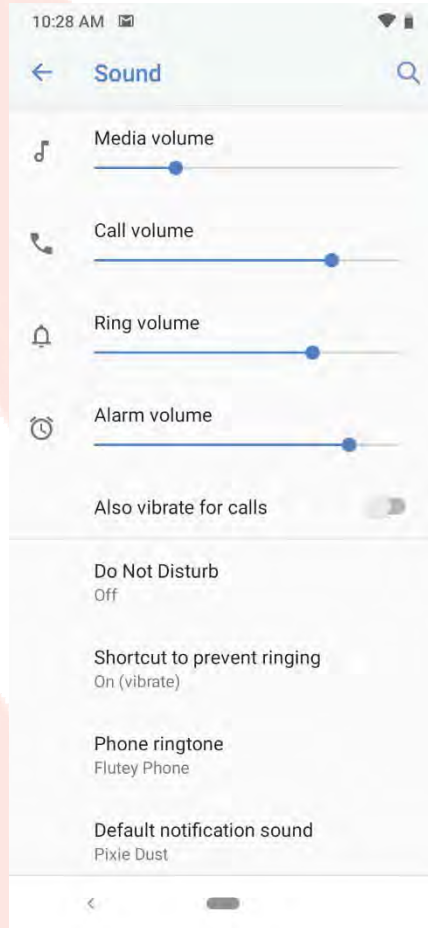 10:28 AM
Sound
Media volume
Call volume
Ring volume
Alarm volume
Also vibrate for calls
Do Not Disturb
Off
Shortcut to prevent ringing
On (vibrate)
Phone ringtone
Flutey Phone
Default notification sound
Pixie Dust